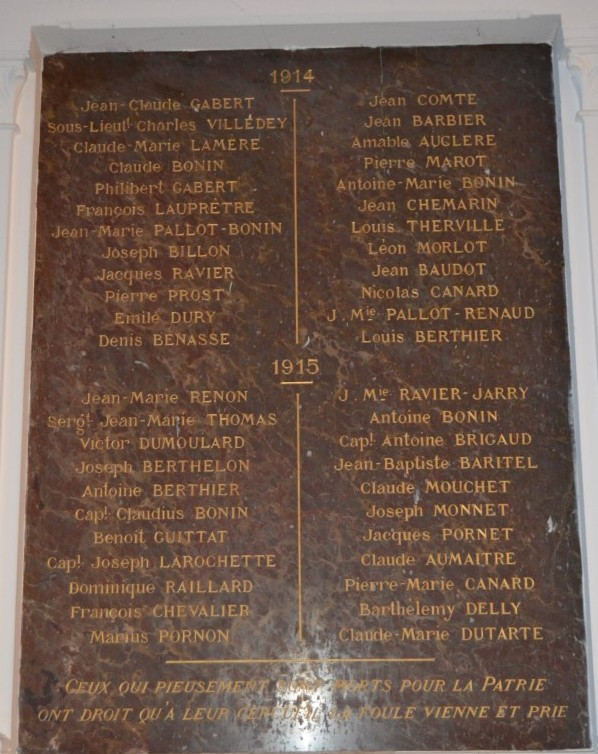 1914
Jean-Claude GABERT
Sous-Lieut! Charles VILLEDEY
Claude-Marie LAMÈRE
Claude BONIN
Philibert GABERT
François LAUPRÈTRE
Jean-Marie PALLOT-BONIN
Joseph BILLON
Jacques RAVIER
Pierre PROST
Emile DURY
Denis BENASSE
Jean COMTE
Jean BARBIER
Amable AUCLERE
Pierre MAROT
Antoine-Marie BONIN
Jean CHEMARIN
Louis THERVILLE
Léon MORLOT
Jean BAUDOT
Nicolas CANARD
J. Mie PALLOT-RENAUD
Louis BERTHIER
1915
Jean-Marie RENON
Sergt Jean-Marie THOMAS
Victor DUMOULARD
Joseph BERTHELON
Antoine BERTHIER
Capl Claudius BONIN
Benoit GUITTAT
Capl Joseph LAROCHETTE
Dominique RAILLARD
François CHEVALIER
Marius PORNON
J. Mie RAVIER-JARRY
Antoine BONIN
Capl Antoine BRIGAUD
Jean-Baptiste BARITEL
Claude MOUCHET
Joseph MONNET
Jacques PORNET
Claude AUMAITRE
Pierre-Marie CANARD
Barthélemy DELLY
Claude-Marie DUTARTE
CEUX QUI PIEUSEMENT SONT MORTS POUR LA PATRIE
ONT DROIT QU'A LEUR CERCUEIL LA FOULE VIENNE ET PRIE